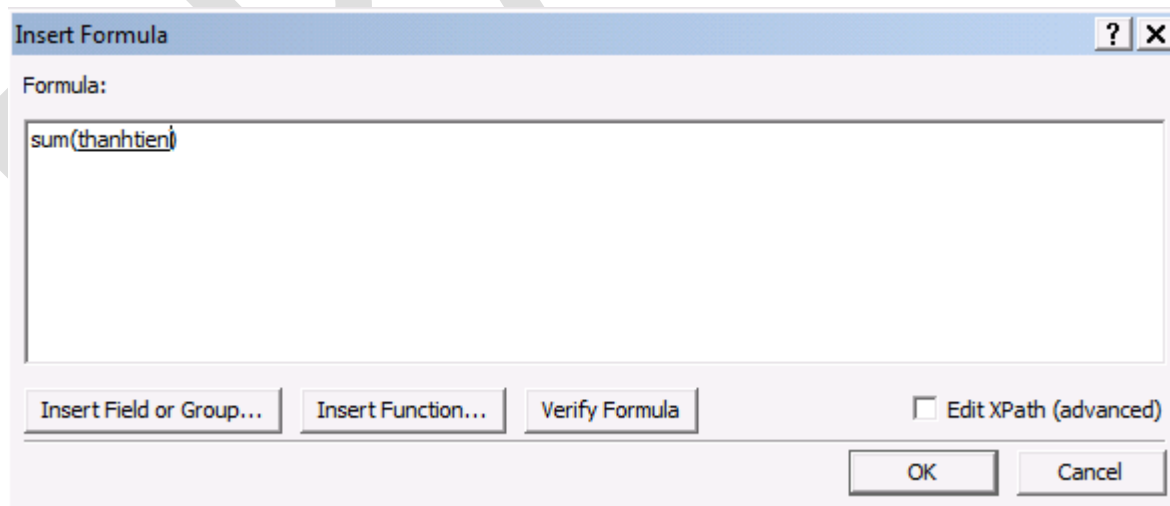 Insert Formula
Formula:
sum(thanhtien)
Insert Field or Group... Insert Function... Verify Formula Edit XPath (advanced)
OK Cancel